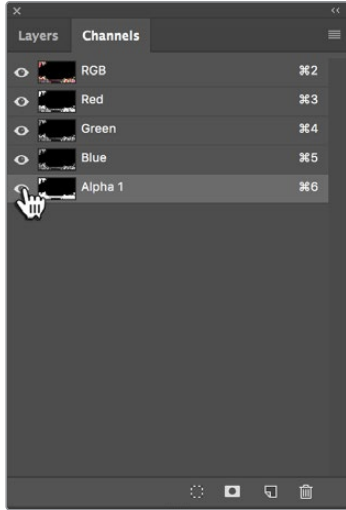 Layers Channels
RGB ⌘2
Red ⌘3
Green ⌘4
Blue ⌘5
Alpha 1 ⌘6